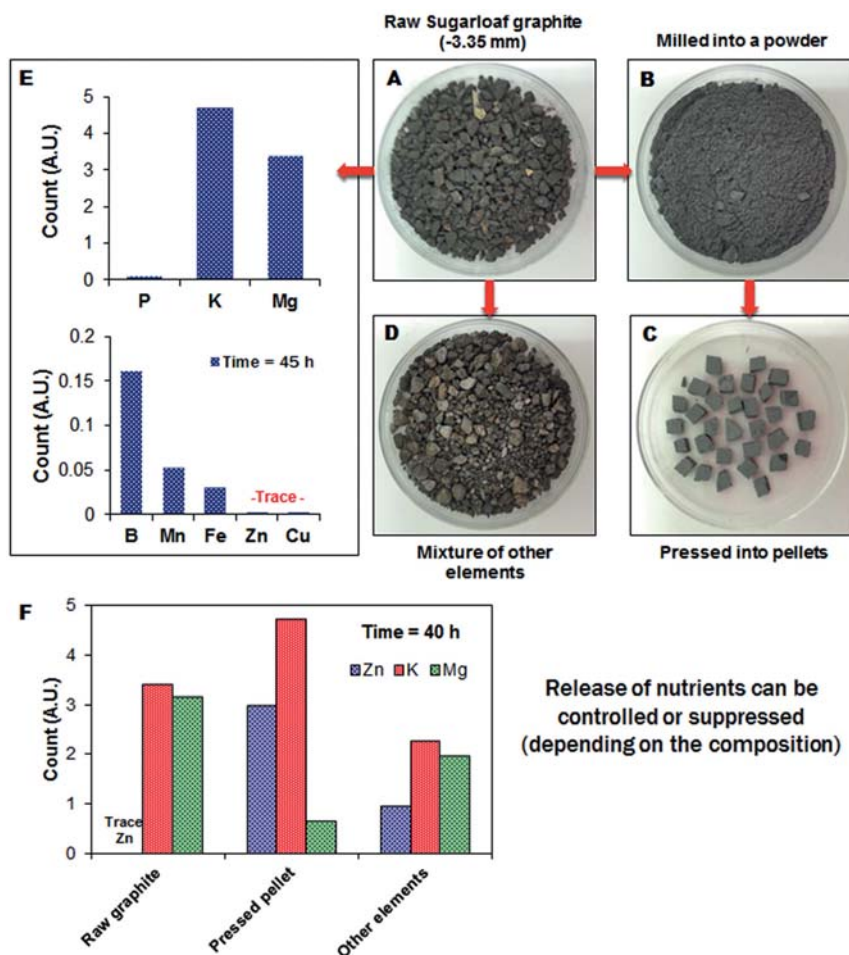 Raw Sugarloaf graphite
(-3.35 mm)
Milled into a powder
E
5
4
3
2
1
0
Count (A.U.)
P K Mg
0.2
0.15
0.1
0.05
0
Count (A.U.)
Time = 45 h
-Trace-
B Mn Fe Zn Cu
A
B
D
C
Mixture of other
elements
Pressed into pellets
F
5
4
3
2
1
0
Count (A.U.)
Time = 40 h
Zn K Mg
Trace
Zn
Raw graphite
Pressed pellet
Other elements
Release of nutrients can be
controlled or suppressed
(depending on the composition)